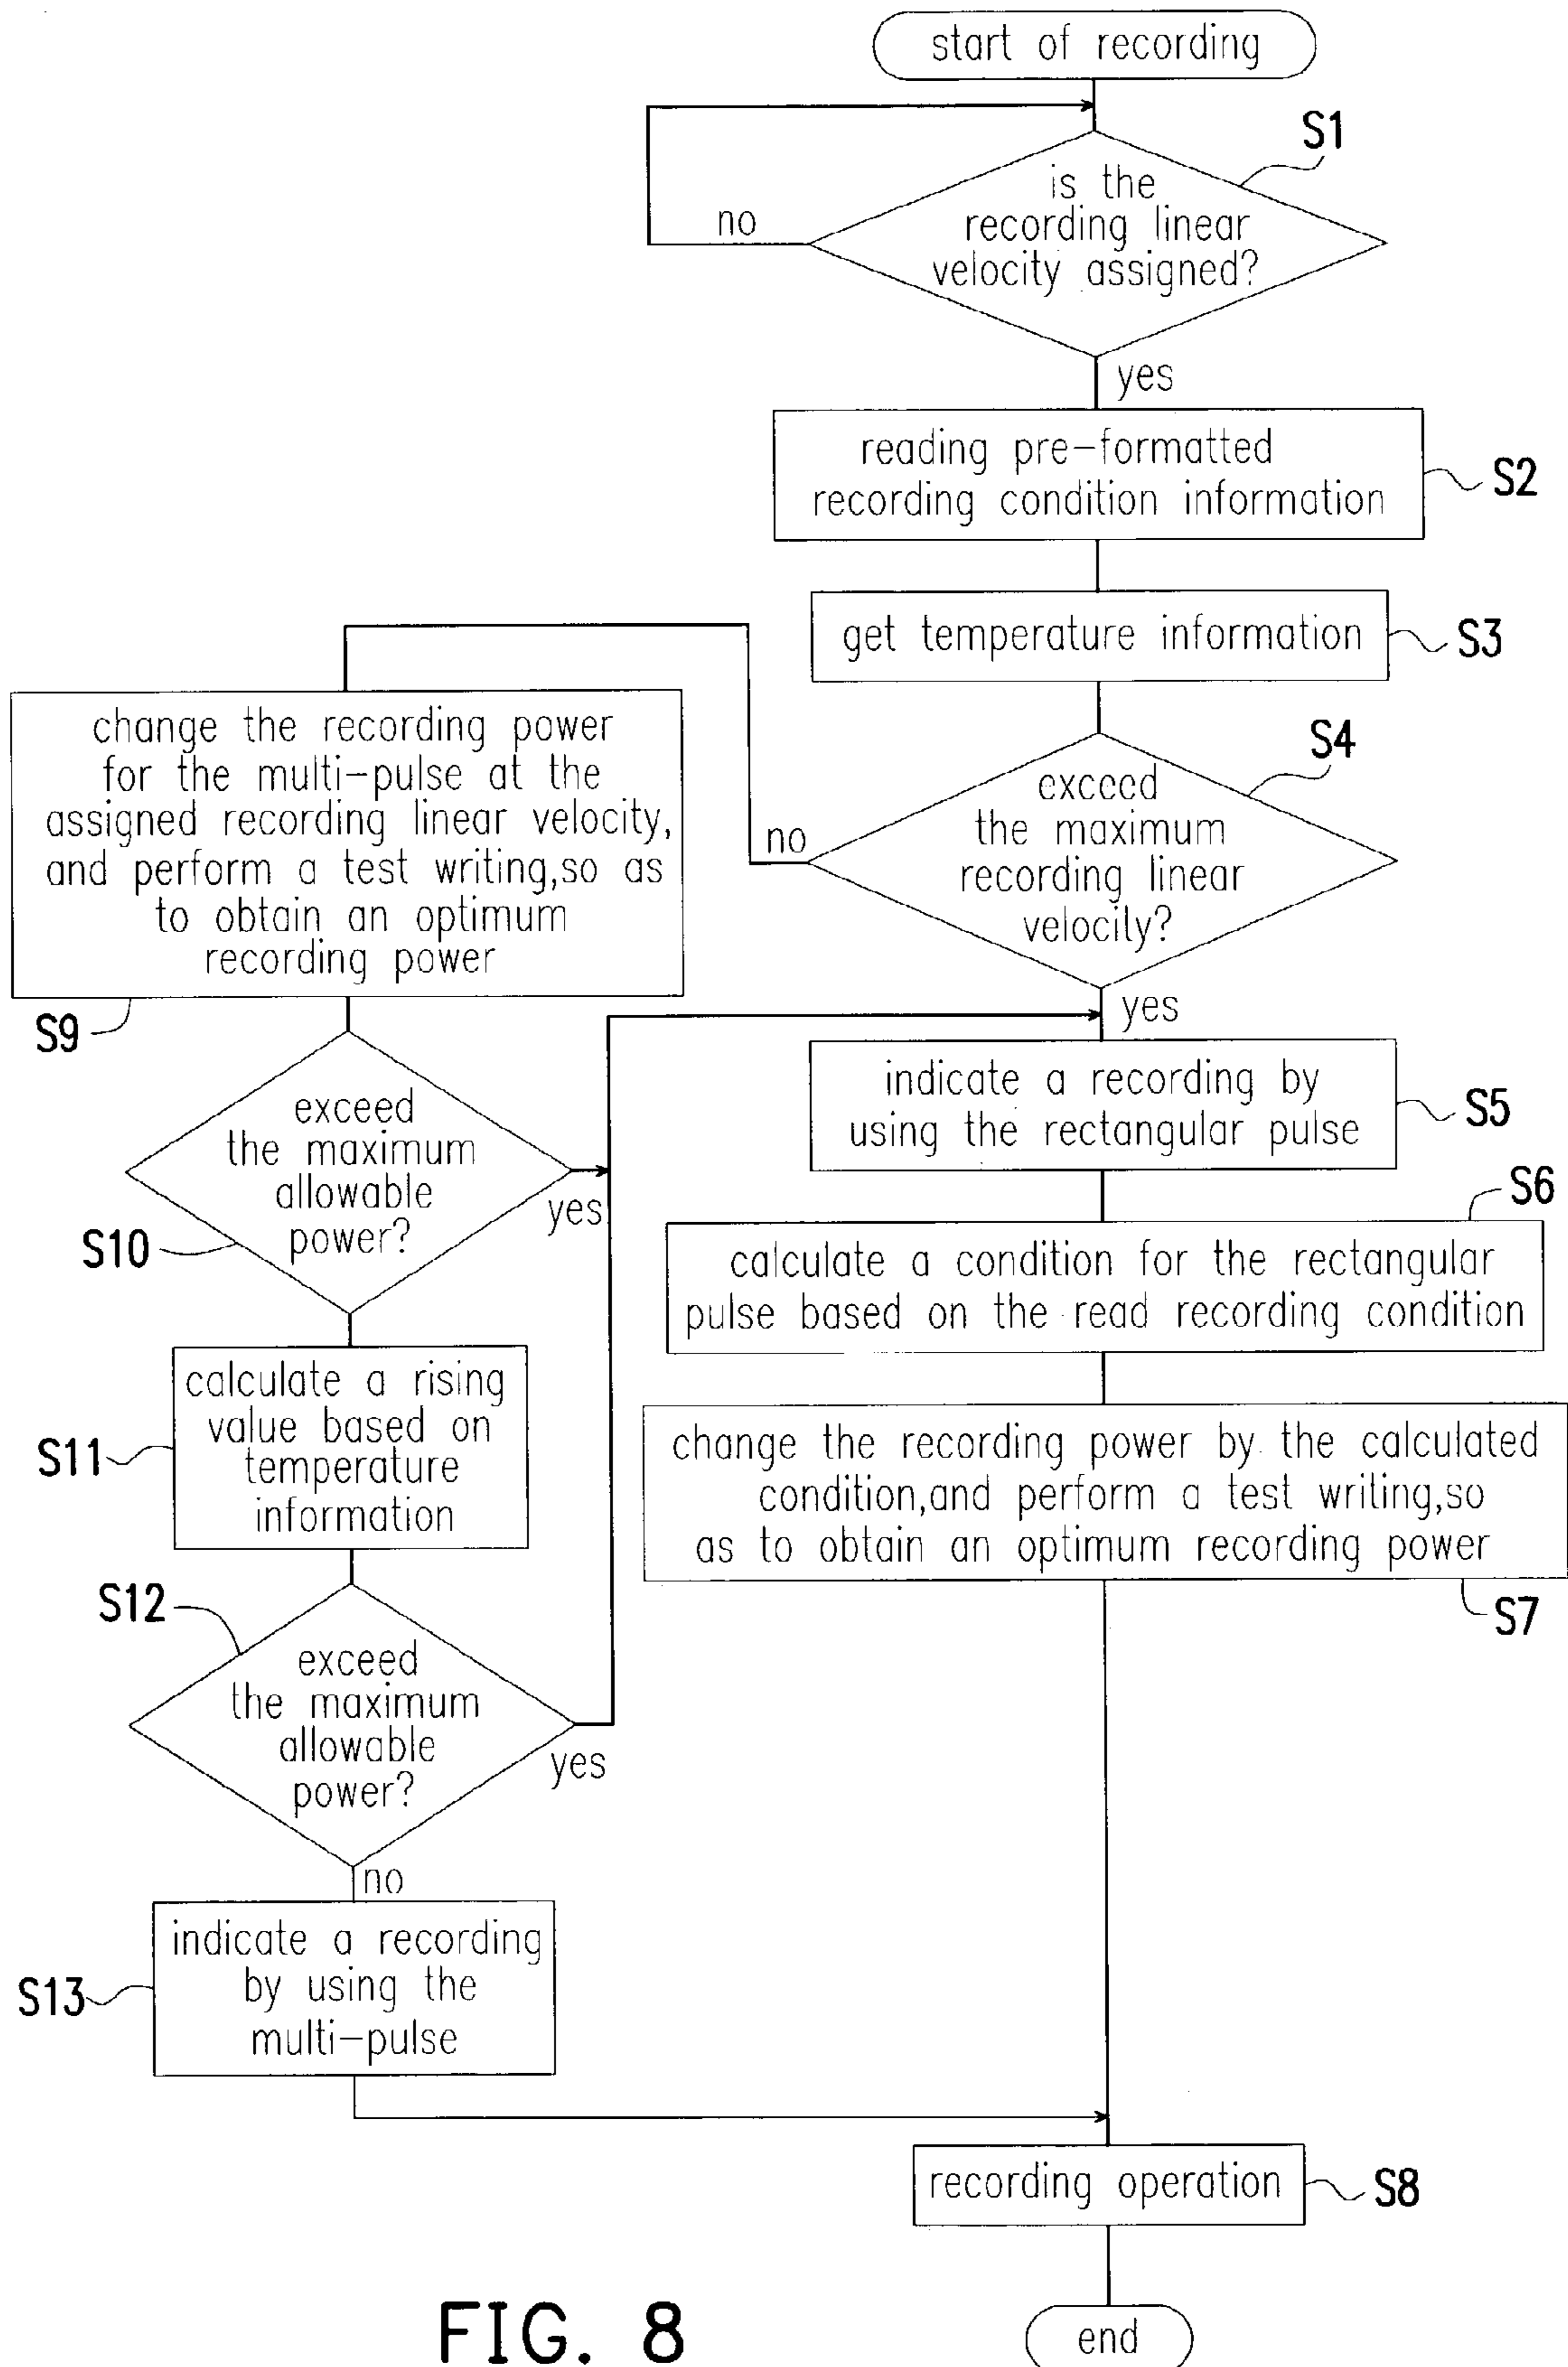 start of recording
S1
is the
recording linear
velocity assigned?
no
yes
reading pre-formatted
recording condition information
S2
get temperature information
S3
S4
exceed
the maximum
recording linear
velocity?
no
yes
change the recording power
for the multi-pulse at the
assigned recording linear velocity,
and perform a test writing,so as
to obtain an optimum
recording power
S9
indicate a recording by
using the rectangular pulse
S5
exceed
the maximum
allowable
power?
yes
S10
S6
calculate a condition for the rectangular
pulse based on the read recording condition
calculate a rising
value based on
temperature
information
S11
change the recording power by the calculated
condition,and perform a test writing,so
as to obtain an optimum recording power
S7
S12
exceed
the maximum
allowable
power?
yes
no
indicate a recording
by using the
multi-pulse
S13
recording operation
S8
end
FIG. 8